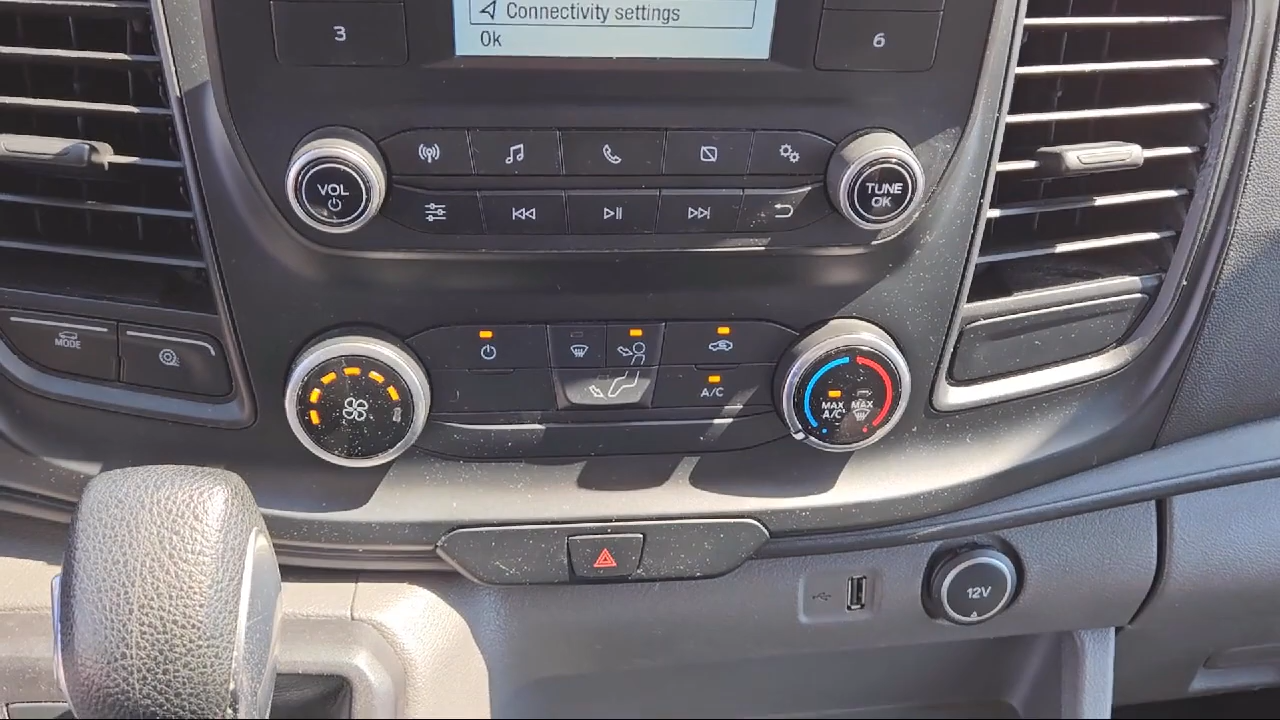 Connectivity settings
Ok
3
6
VOL
TUNE
OK
MODE
A/C
MAX
A/C
MAX
12V